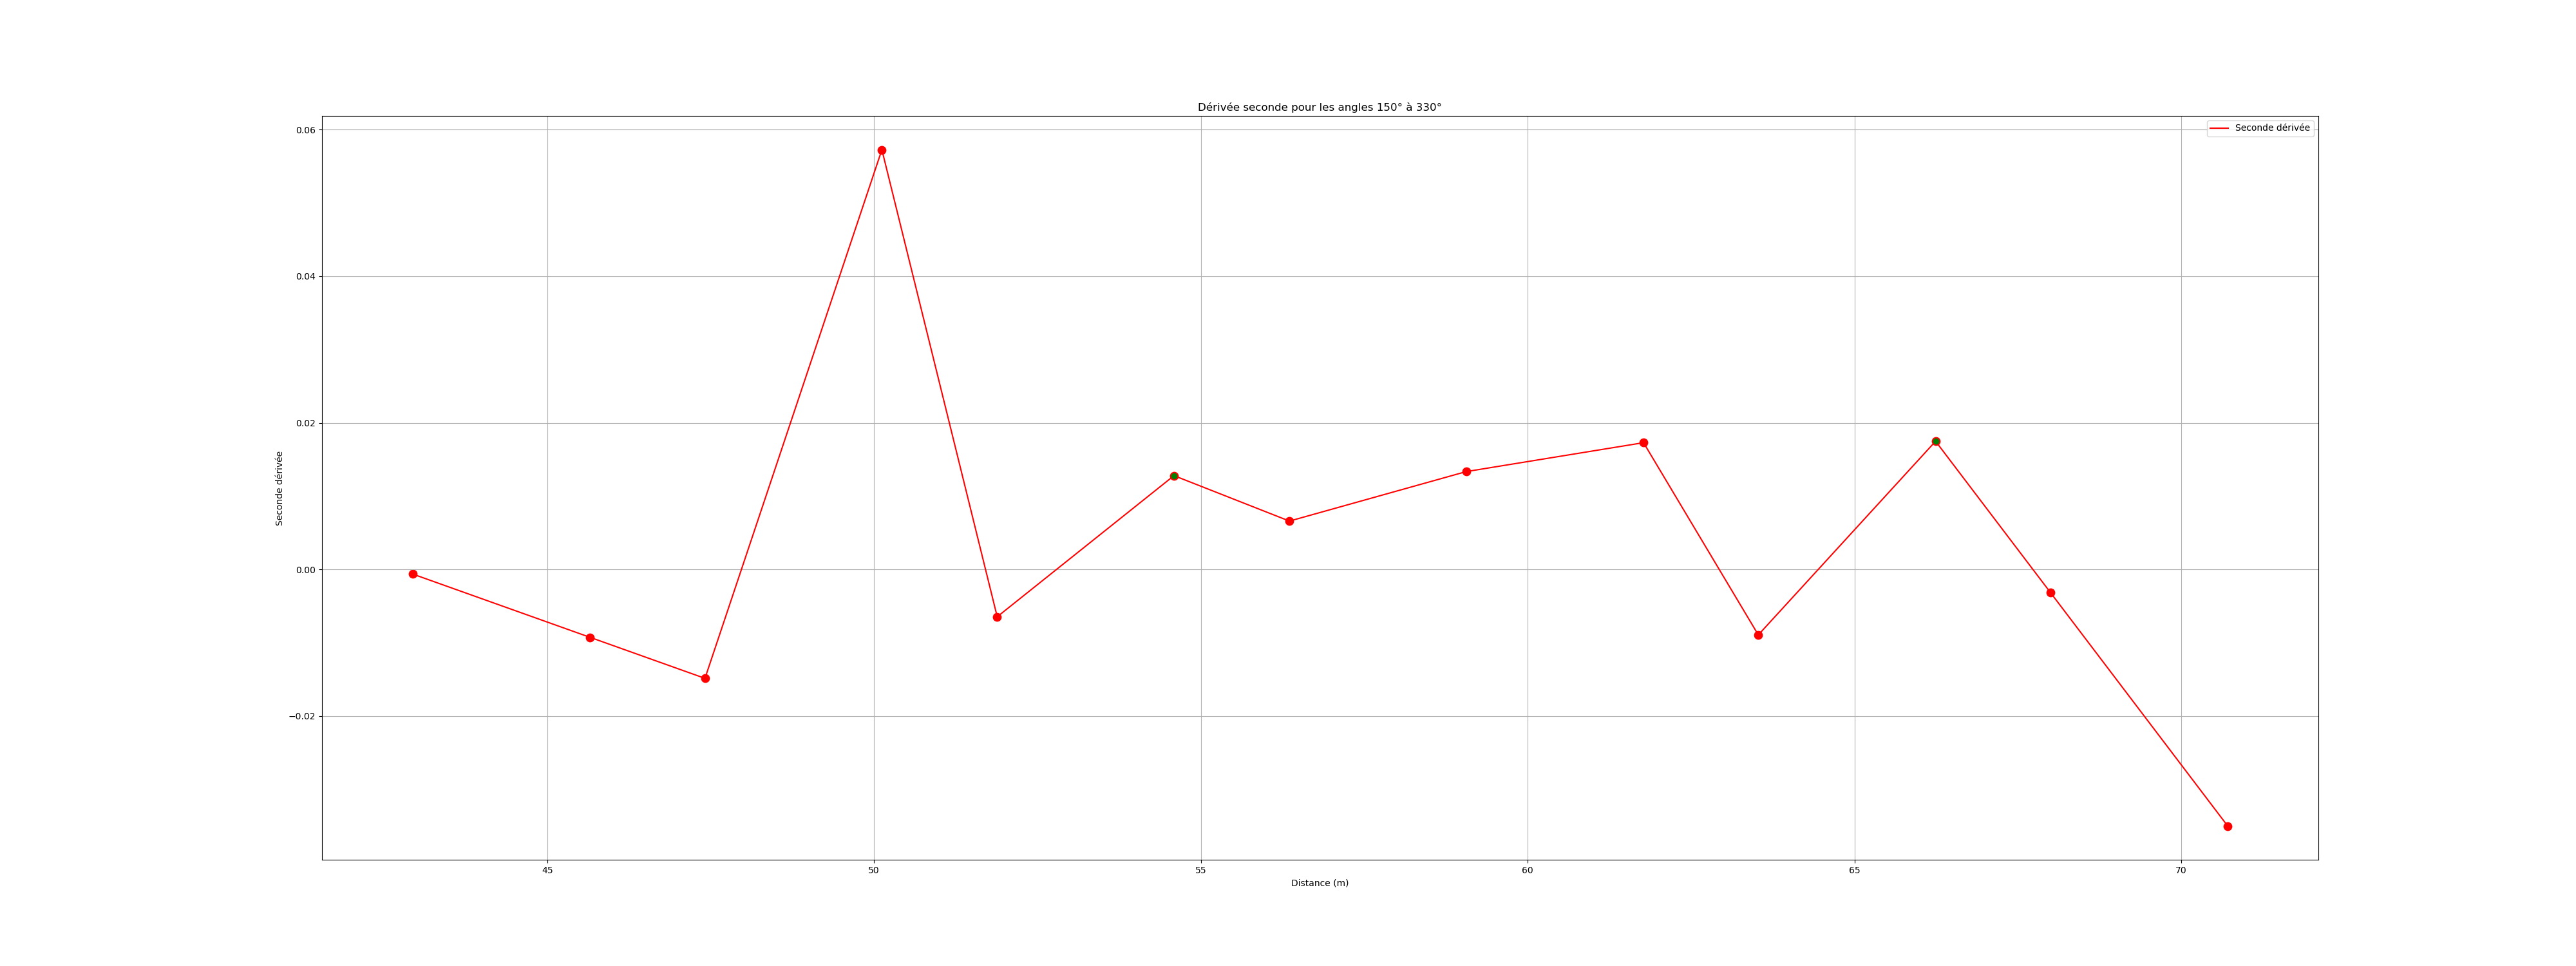 Dérivée seconde pour les angles 150° à 330°
Seconde dérivée
0.06
0.04
0.02
0.00
−0.02
Seconde dérivée
45
50
55
60
65
70
Distance (m)